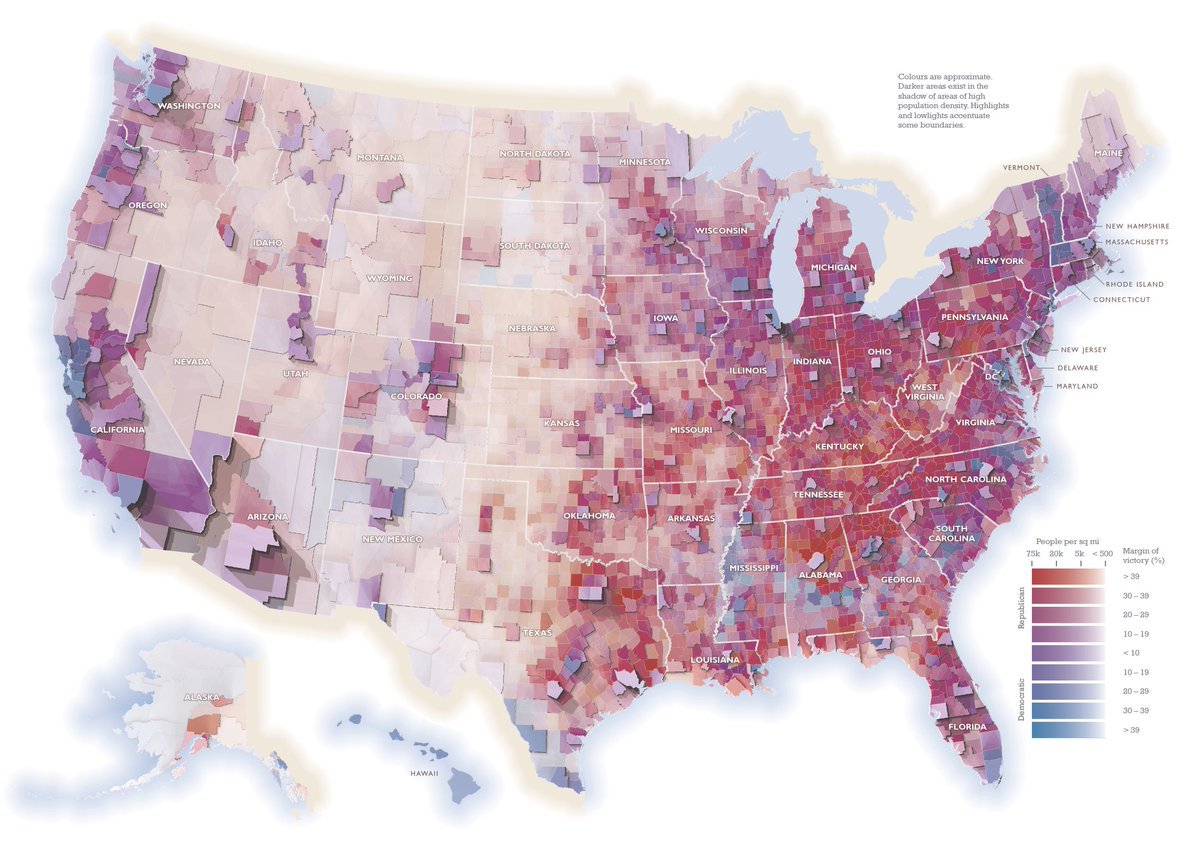 Colours are approximate.
Darker areas exist in the
shadow of areas of high
population density. Highlights
and lowlights accentuate
some boundaries.
WASHINGTON
MONTANA
NORTH DAKOTA
MINNESOTA
MAINE
VERMONT
OREGON
IDAHO
SOUTH DAKOTA
WISCONSIN
NEW HAMPSHIRE
MASSACHUSETTS
MICHIGAN
NEW YORK
WYOMING
RHODE ISLAND
CONNECTICUT
IOWA
PENNSYLVANIA
NEBRASKA
NEVADA
UTAH
INDIANA
OHIO
NEW JERSEY
ILLINOIS
DELAWARE
DC
MARYLAND
COLORADO
WEST
VIRGINIA
CALIFORNIA
KANSAS
MISSOURI
VIRGINIA
KENTUCKY
NORTH CAROLINA
TENNESSEE
ARIZONA
OKLAHOMA
ARKANSAS
SOUTH
CAROLINA
NEW MEXICO
MISSISSIPPI
ALABAMA
GEORGIA
TEXAS
LOUISIANA
FLORIDA
ALASKA
HAWAII
People per sq mi
75k 20k 5k < 500
Margin of
victory (%)
Republican
> 39
30 – 39
20 – 29
10 – 19
< 10
Democratic
10 – 19
20 – 29
30 – 39
> 39